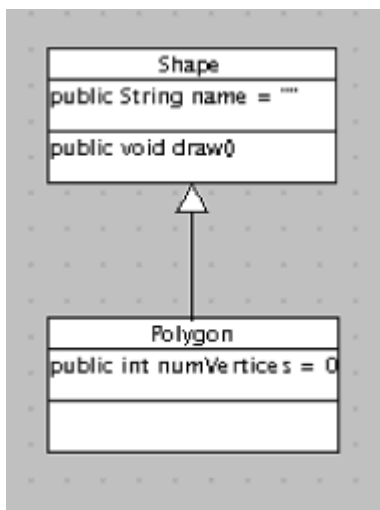 Shape
public String name = ""
public void draw()
Polygon
public int numVertices = 0